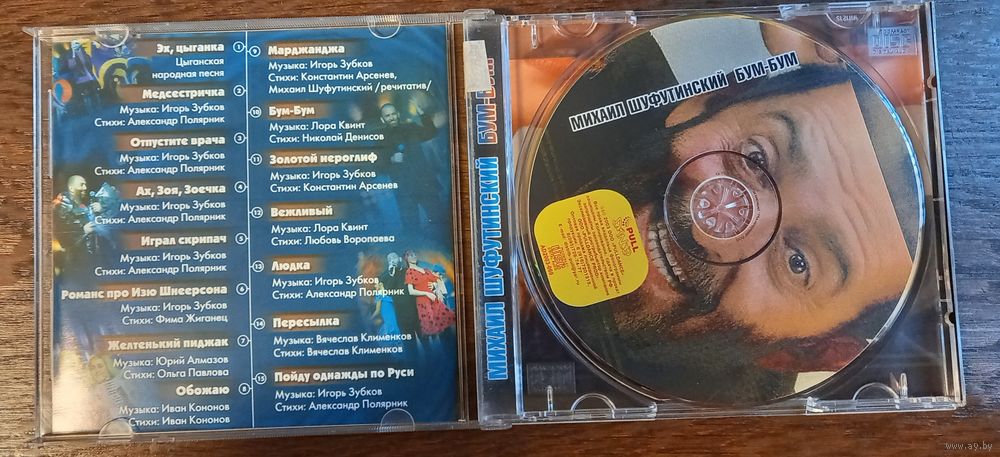 Эх, цыганка
1
Цыганская
народная песня
Медсестричка
2
Музыка: Игорь Зубков
Стихи: Александр Полярник
Отпустите врача
3
Музыка: Игорь Зубков
Стихи: Александр Полярник
Ах, Зоя, Зоечка
4
Музыка: Игорь Зубков
Стихи: Александр Полярник
Играл скрипач
5
Музыка: Игорь Зубков
Стихи: Александр Полярник
Романс про Изю Шнеерсона
6
Музыка: Игорь Зубков
Стихи: Фима Жиганец
Желтенький пиджак
7
Музыка: Юрий Алмазов
Стихи: Ольга Павлова
Обожаю
8
Музыка: Иван Кононов
Стихи: Иван Кононов
9
Марджанджа
Музыка: Игорь Зубков
Стихи: Константин Арсенев,
Михаил Шуфутинский /речитатив/
10
Бум-Бум
Музыка: Лора Квинт
Стихи: Николай Денисов
11
Золотой иероглиф
Музыка: Игорь Зубков
Стихи: Константин Арсенев
12
Вежливый
Музыка: Лора Квинт
Стихи: Любовь Воропаева
13
Людка
Музыка: Игорь Зубков
Стихи: Александр Полярник
14
Пересылка
Музыка: Вячеслав Клименков
Стихи: Вячеслав Клименков
15
Пойду однажды по Руси
Музыка: Игорь Зубков
Стихи: Александр Полярник
МИХАИЛ ШУФУТИНСКИЙ БУМ-БУМ
МИХАИЛ ШУФУТИНСКИЙ БУМ-БУМ
PULL
www.ay.by